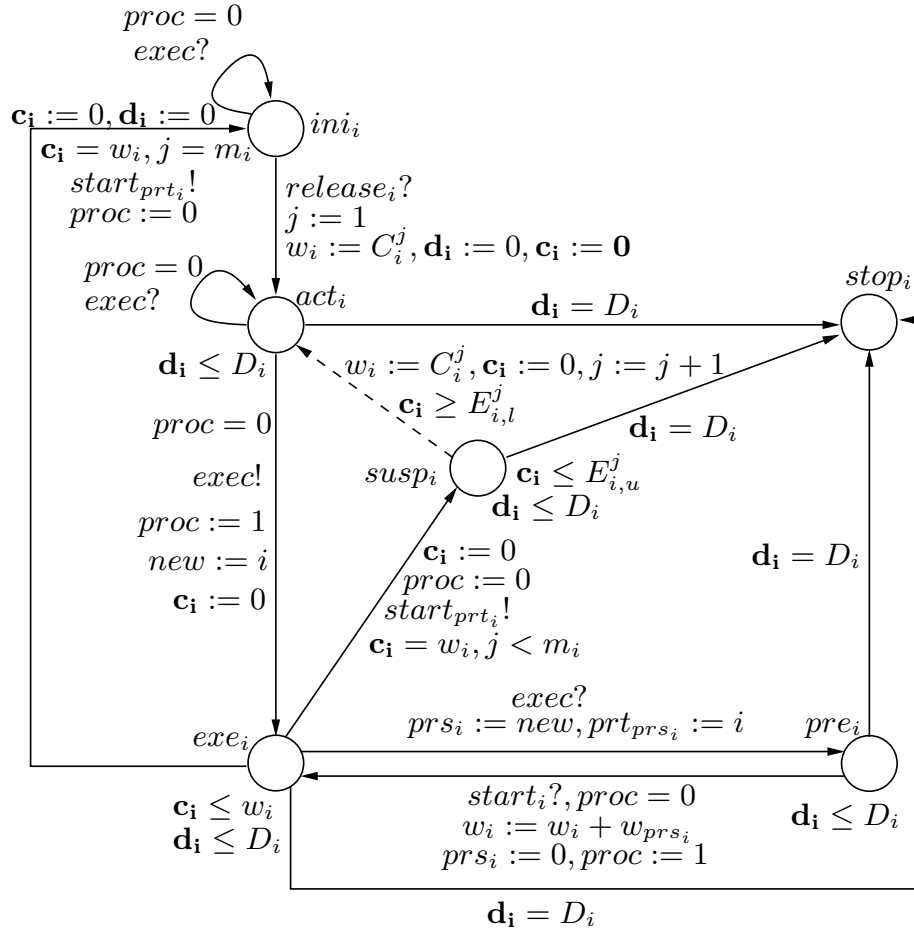 proc = 0
exec?
c_i := 0, d_i := 0
ini_i
c_i = w_i, j = m_i
start_{prt_i}!
proc := 0
release_i?
j := 1
w_i := C_i^j, d_i := 0, c_i := 0
proc = 0
exec?
act_i
stop_i
d_i = D_i
d_i ≤ D_i
w_i := C_i^j, c_i := 0, j := j + 1
c_i ≥ E_{i,l}^j
d_i = D_i
proc = 0
exec!
proc := 1
new := i
c_i := 0
susp_i
c_i ≤ E_{i,u}^j
d_i ≤ D_i
c_i := 0
proc := 0
start_{prt_i}!
c_i = w_i, j < m_i
d_i = D_i
exec?
prs_i := new, prt_{prs_i} := i
exe_i
pre_i
c_i ≤ w_i
d_i ≤ D_i
start_i?, proc = 0
w_i := w_i + w_{prs_i}
prs_i := 0, proc := 1
d_i ≤ D_i
d_i = D_i